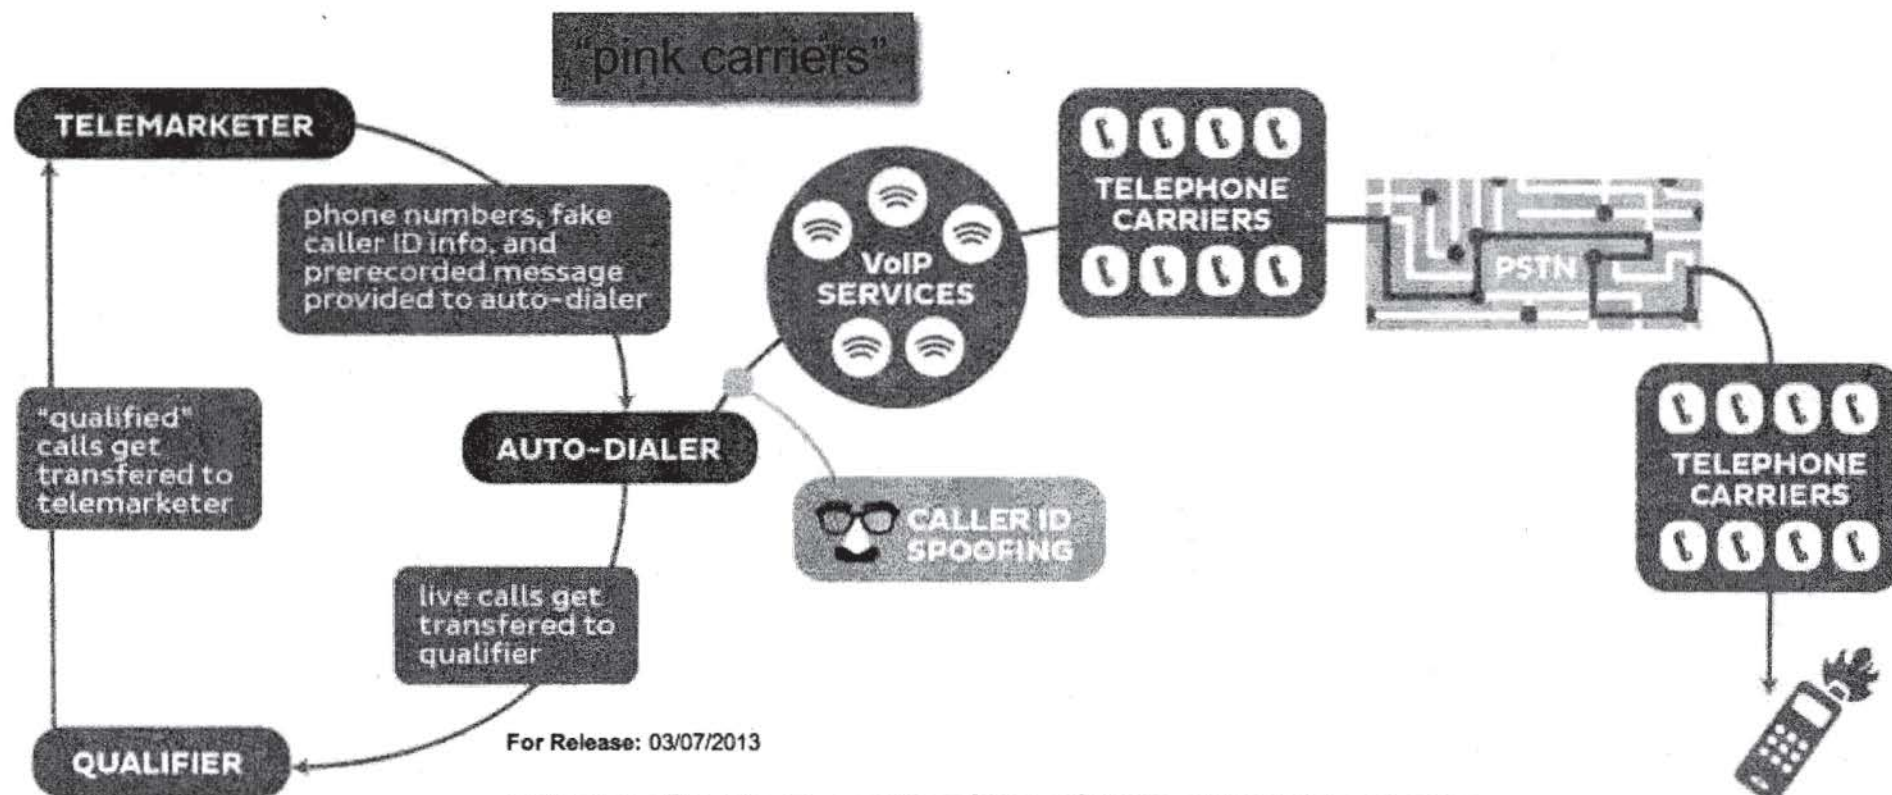 "pink carriers"
TELEMARKETER
phone numbers, fake
caller ID info, and
prerecorded message
provided to auto-dialer
VoIP
SERVICES
TELEPHONE
CARRIERS
PSTN
"qualified"
calls get
transfered to
telemarketer
AUTO-DIALER
CALLER ID
SPOOFING
TELEPHONE
CARRIERS
live calls get
transfered to
qualifier
For Release: 03/07/2013
QUALIFIER